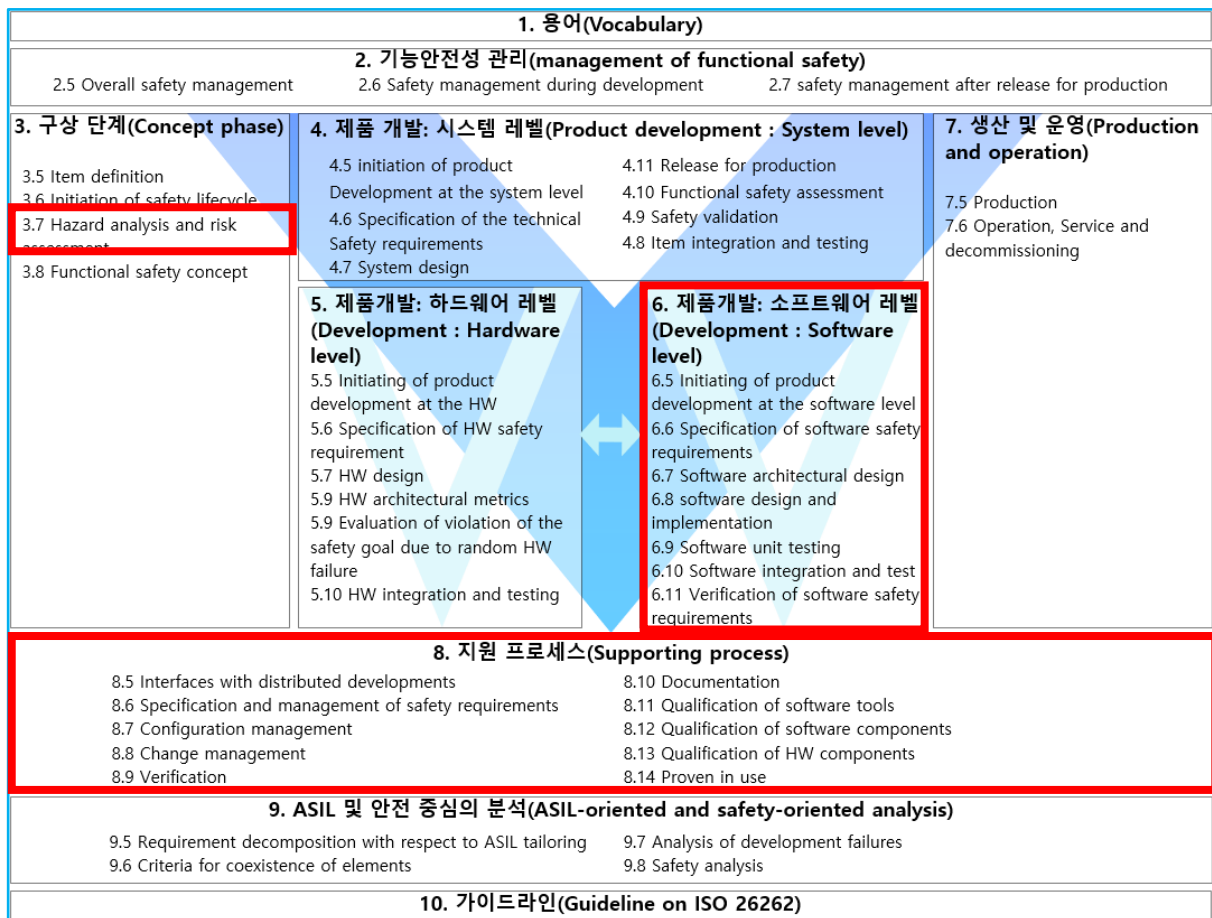 1. 용어(Vocabulary)
2. 기능안전성 관리(management of functional safety)
2.5 Overall safety management
2.6 Safety management during development
2.7 safety management after release for production
3. 구상 단계(Concept phase)
3.5 Item definition
3.6 Initiation of safety lifecycle
3.7 Hazard analysis and risk
assessment
3.8 Functional safety concept
4. 제품 개발: 시스템 레벨(Product development : System level)
4.5 initiation of product
Development at the system level
4.6 Specification of the technical
Safety requirements
4.7 System design
4.11 Release for production
4.10 Functional safety assessment
4.9 Safety validation
4.8 Item integration and testing
7. 생산 및 운영(Production
and operation)
7.5 Production
7.6 Operation, Service and
decommissioning
5. 제품개발: 하드웨어 레벨
(Development : Hardware
level)
5.5 Initiating of product
development at the HW
5.6 Specification of HW safety
requirement
5.7 HW design
5.9 HW architectural metrics
5.9 Evaluation of violation of the
safety goal due to random HW
failure
5.10 HW integration and testing
6. 제품개발: 소프트웨어 레벨
(Development : Software
level)
6.5 Initiating of product
development at the software level
6.6 Specification of software safety
requirements
6.7 Software architectural design
6.8 software design and
implementation
6.9 Software unit testing
6.10 Software integration and test
6.11 Verification of software safety
requirements
8. 지원 프로세스(Supporting process)
8.5 Interfaces with distributed developments
8.6 Specification and management of safety requirements
8.7 Configuration management
8.8 Change management
8.9 Verification
8.10 Documentation
8.11 Qualification of software tools
8.12 Qualification of software components
8.13 Qualification of HW components
8.14 Proven in use
9. ASIL 및 안전 중심의 분석(ASIL-oriented and safety-oriented analysis)
9.5 Requirement decomposition with respect to ASIL tailoring
9.6 Criteria for coexistence of elements
9.7 Analysis of development failures
9.8 Safety analysis
10. 가이드라인(Guideline on ISO 26262)